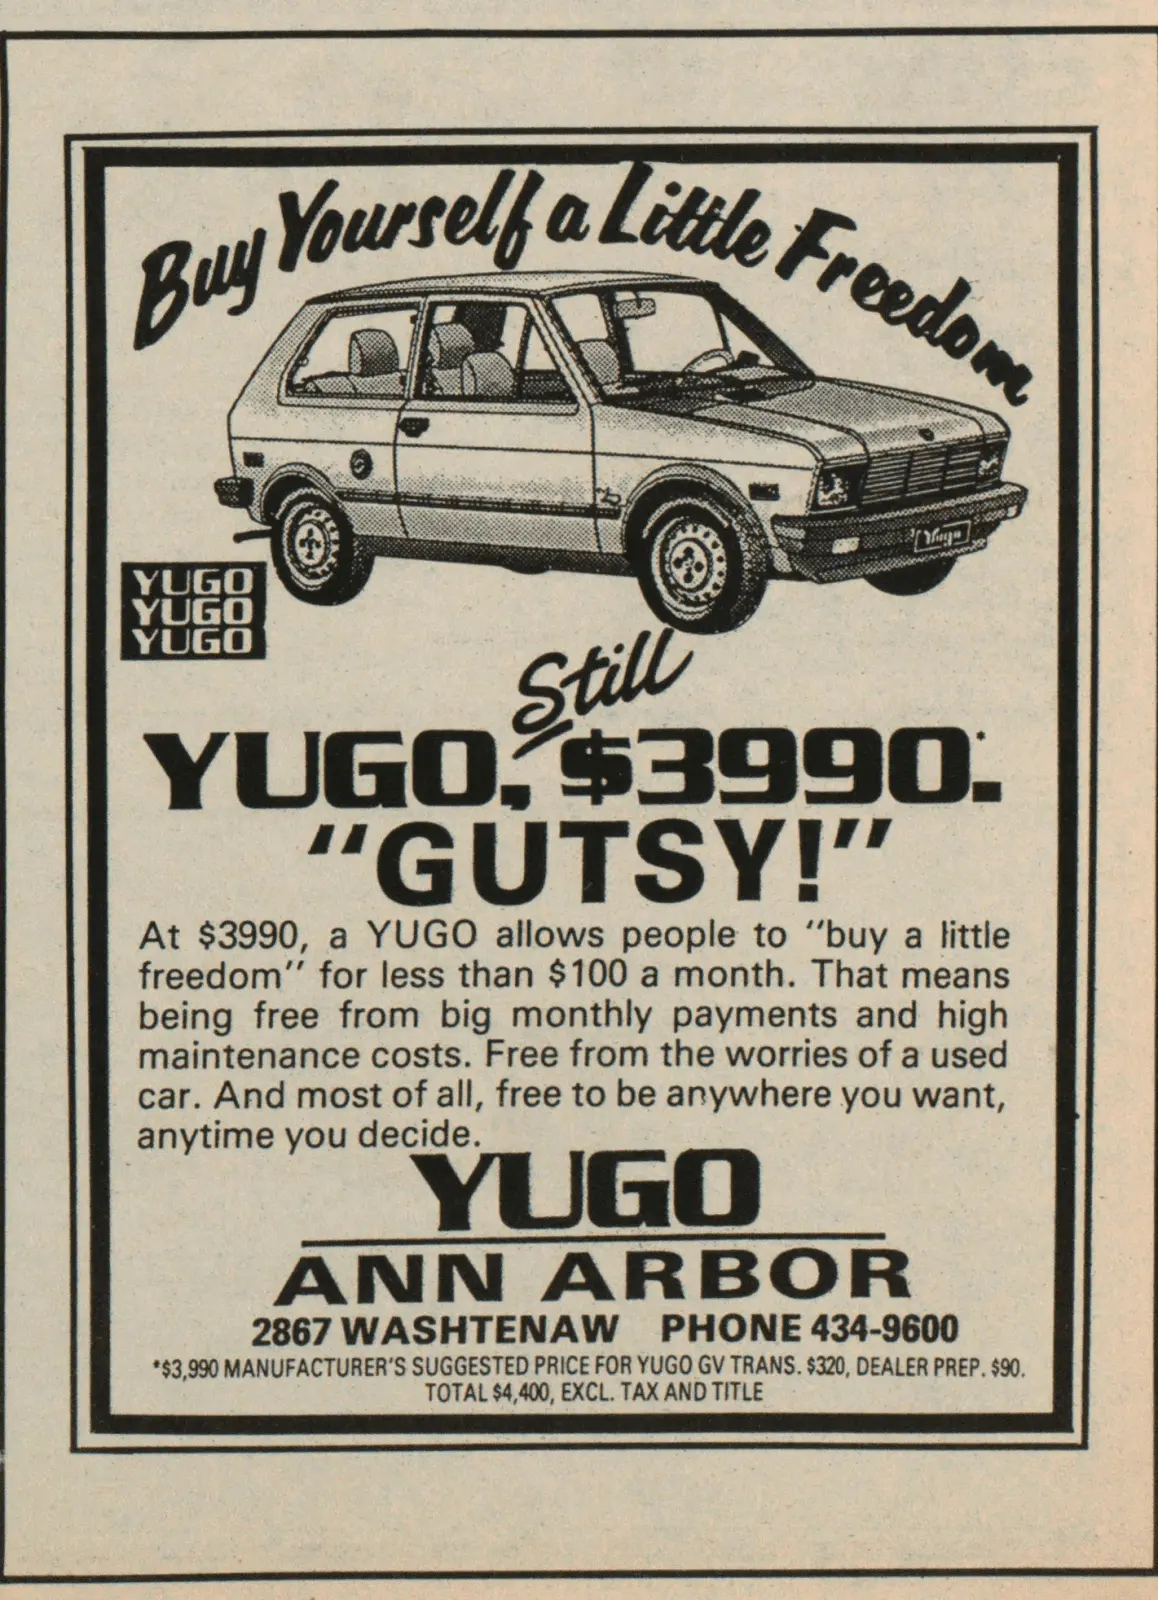 Buy Yourself a Little Freedom
Yugo
YUGO
YUGO
YUGO
Still
YUGO. $3990.*
"GUTSY!"
At $3990, a YUGO allows people to "buy a little
freedom" for less than $100 a month. That means
being free from big monthly payments and high
maintenance costs. Free from the worries of a used
car. And most of all, free to be anywhere you want,
anytime you decide.
YUGO
ANN ARBOR
2867 WASHTENAW PHONE 434-9600
*$3,990 MANUFACTURER'S SUGGESTED PRICE FOR YUGO GV TRANS. $320, DEALER PREP. $90.
TOTAL $4,400, EXCL. TAX AND TITLE